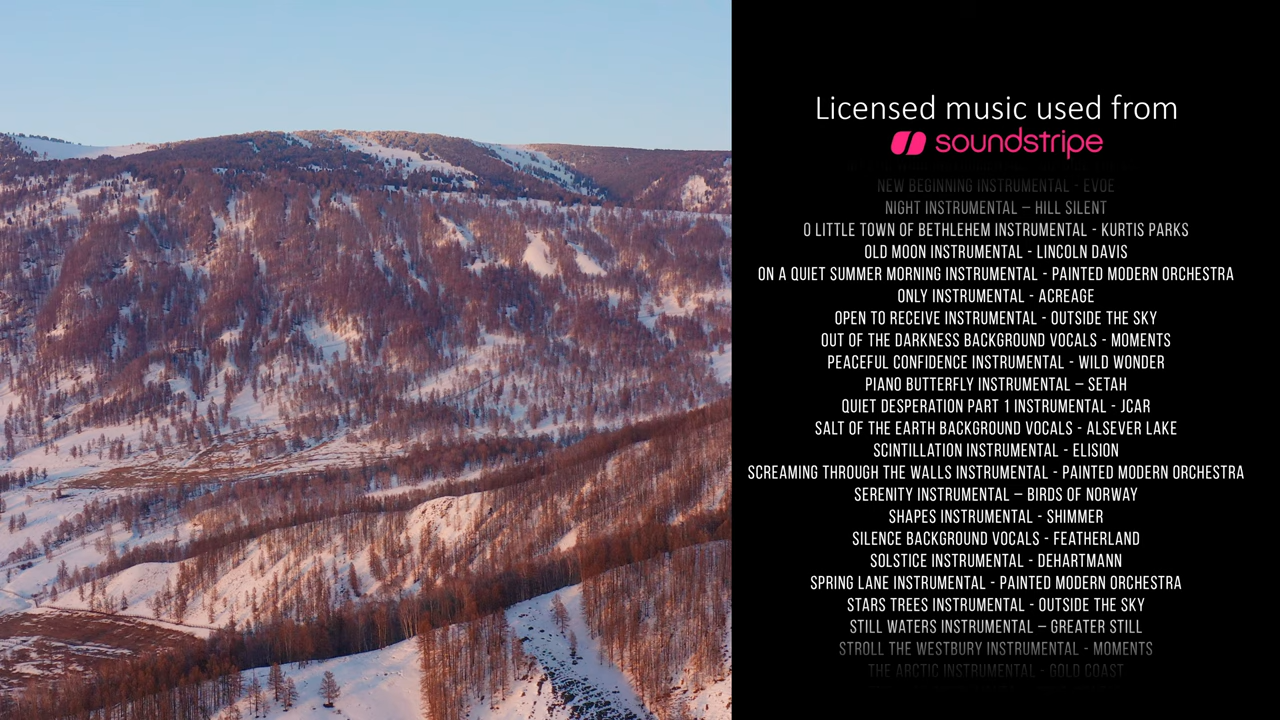 Licensed music used from
soundstripe
NEW BEGINNING INSTRUMENTAL - EVOE
NIGHT INSTRUMENTAL – HILL SILENT
O LITTLE TOWN OF BETHLEHEM INSTRUMENTAL - KURTIS PARKS
OLD MOON INSTRUMENTAL - LINCOLN DAVIS
ON A QUIET SUMMER MORNING INSTRUMENTAL - PAINTED MODERN ORCHESTRA
ONLY INSTRUMENTAL - ACREAGE
OPEN TO RECEIVE INSTRUMENTAL - OUTSIDE THE SKY
OUT OF THE DARKNESS BACKGROUND VOCALS - MOMENTS
PEACEFUL CONFIDENCE INSTRUMENTAL - WILD WONDER
PIANO BUTTERFLY INSTRUMENTAL – SETAH
QUIET DESPERATION PART 1 INSTRUMENTAL - JCAR
SALT OF THE EARTH BACKGROUND VOCALS - ALSEVER LAKE
SCINTILLATION INSTRUMENTAL - ELISION
SCREAMING THROUGH THE WALLS INSTRUMENTAL - PAINTED MODERN ORCHESTRA
SERENITY INSTRUMENTAL – BIRDS OF NORWAY
SHAPES INSTRUMENTAL - SHIMMER
SILENCE BACKGROUND VOCALS - FEATHERLAND
SOLSTICE INSTRUMENTAL - DEHARTMANN
SPRING LANE INSTRUMENTAL - PAINTED MODERN ORCHESTRA
STARS TREES INSTRUMENTAL - OUTSIDE THE SKY
STILL WATERS INSTRUMENTAL – GREATER STILL
STROLL THE WESTBURY INSTRUMENTAL - MOMENTS
THE ARCTIC INSTRUMENTAL - GOLD COAST